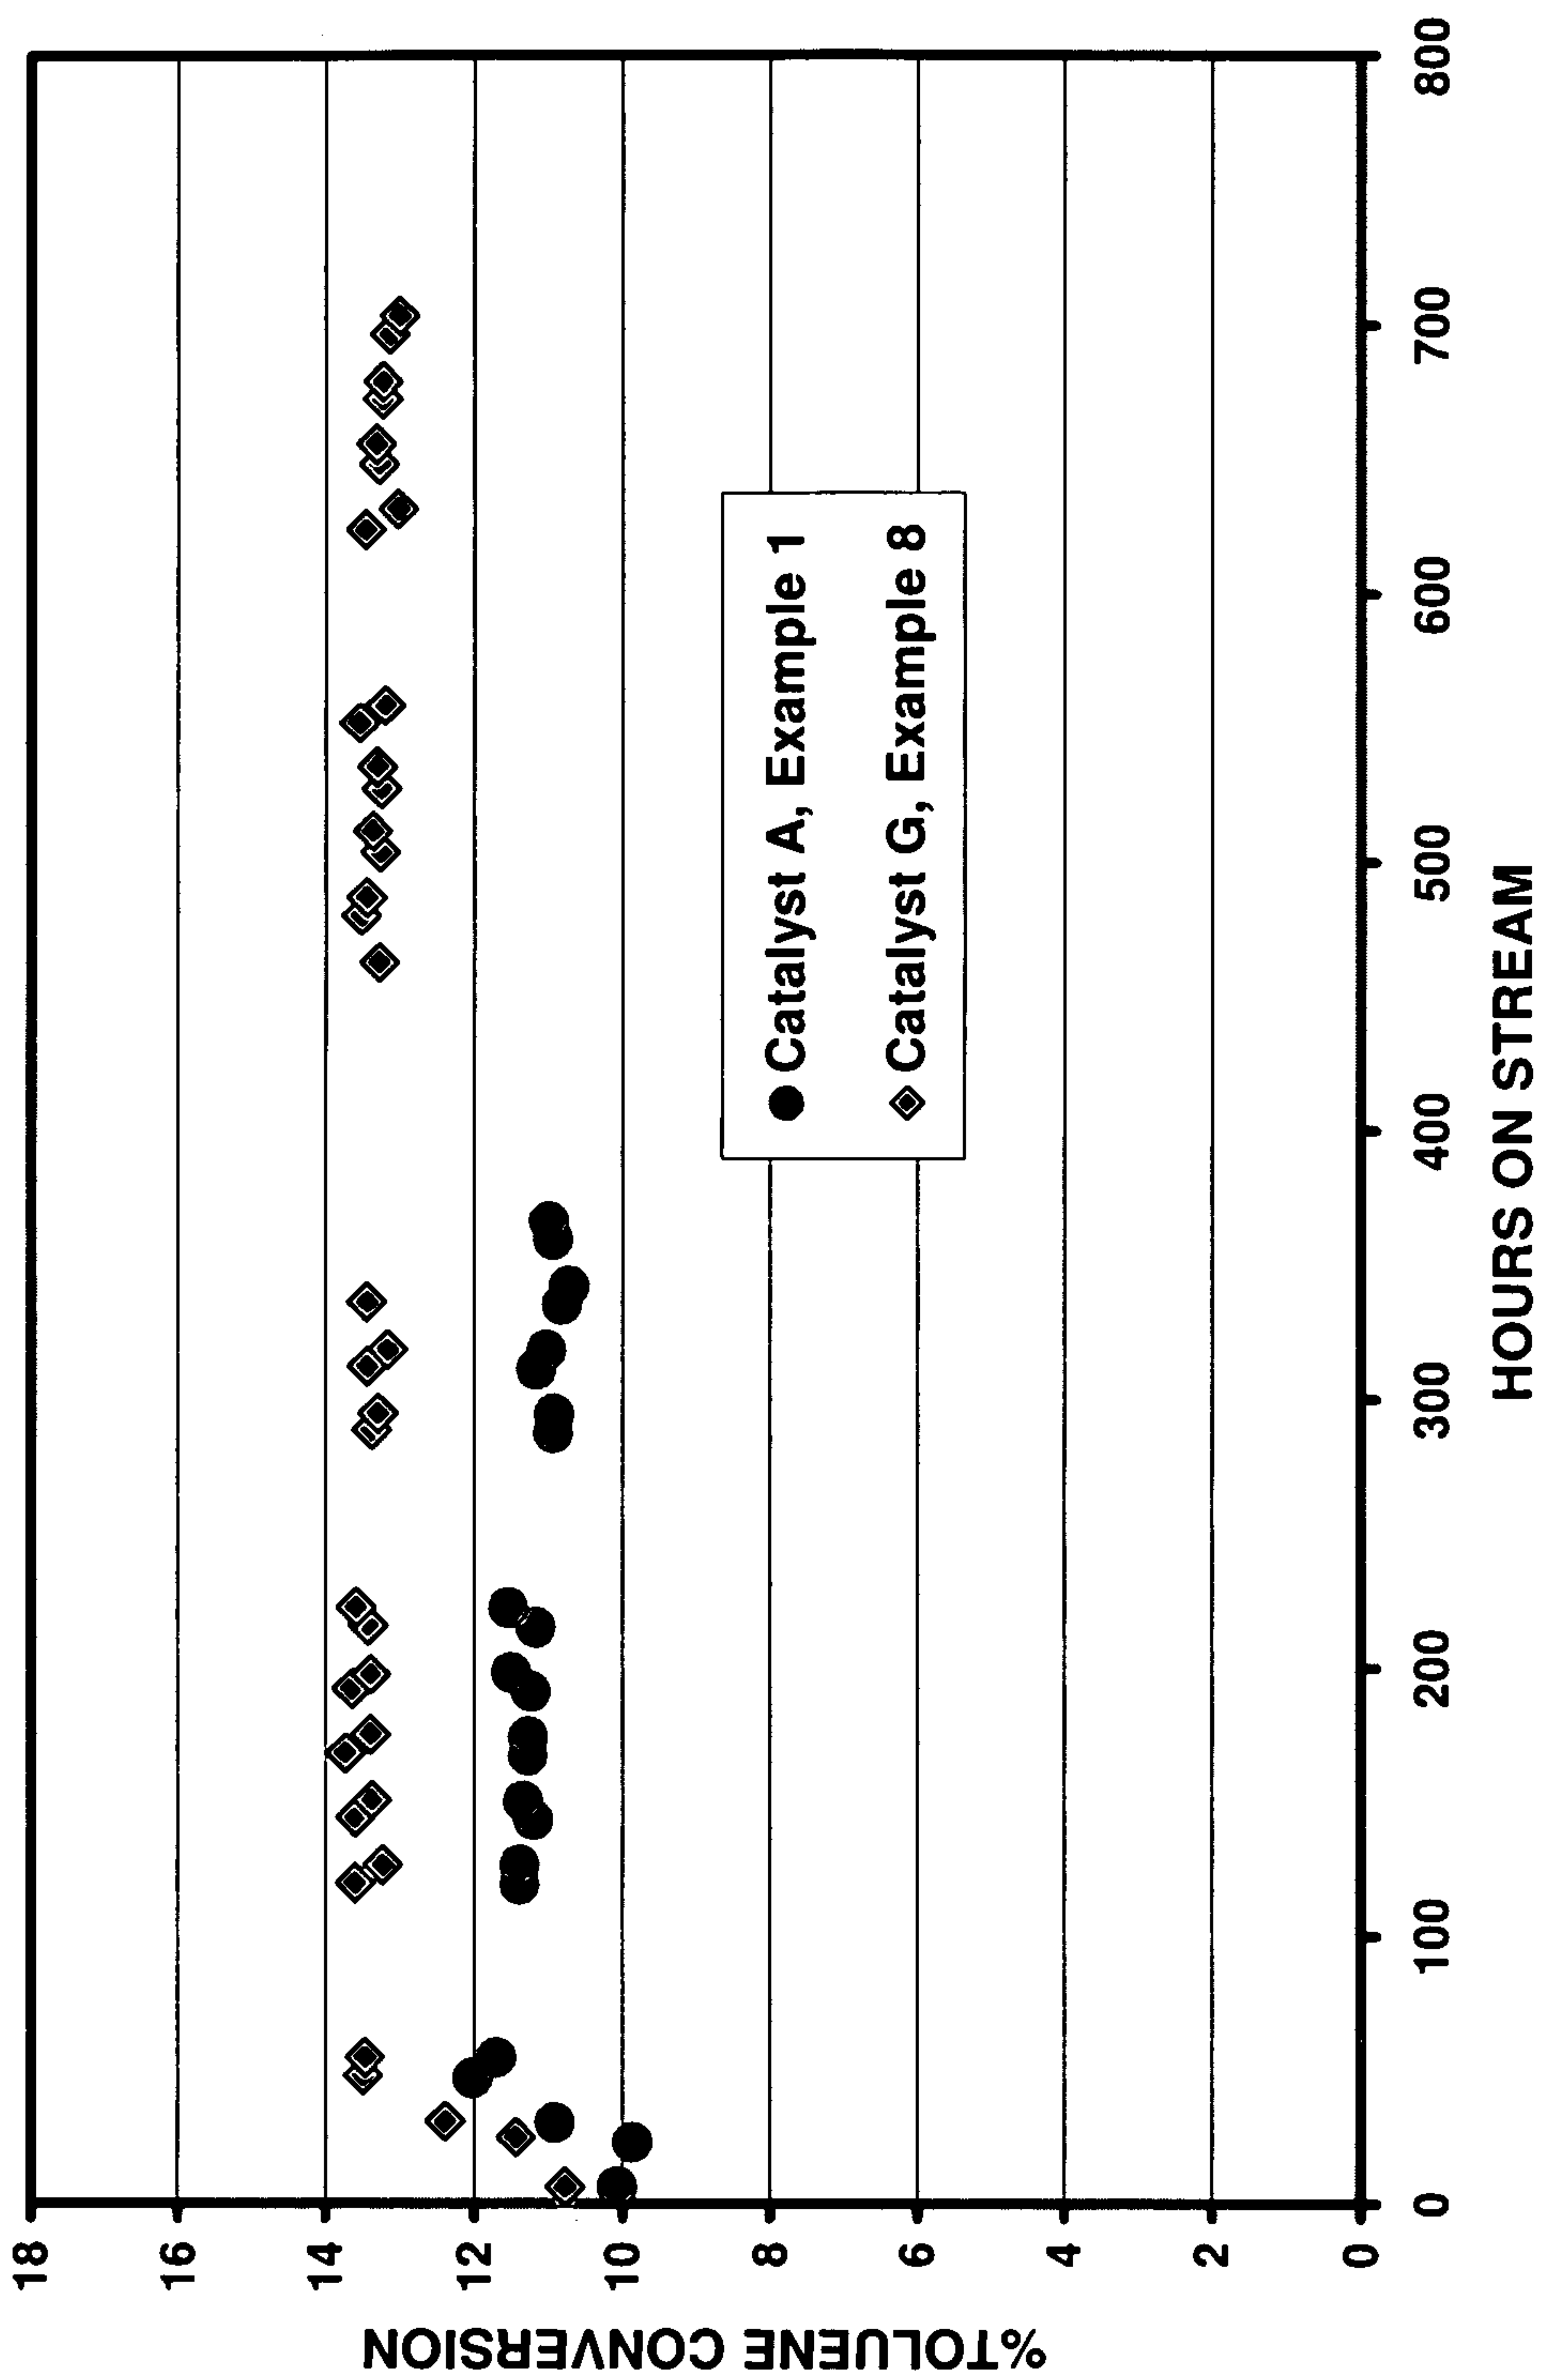 %TOLUENE CONVERSION
18
16
14
12
10
8
6
4
2
0
Catalyst A, Example 1
Catalyst G, Example 8
0 100 200 300 400 500 600 700 800
HOURS ON STREAM